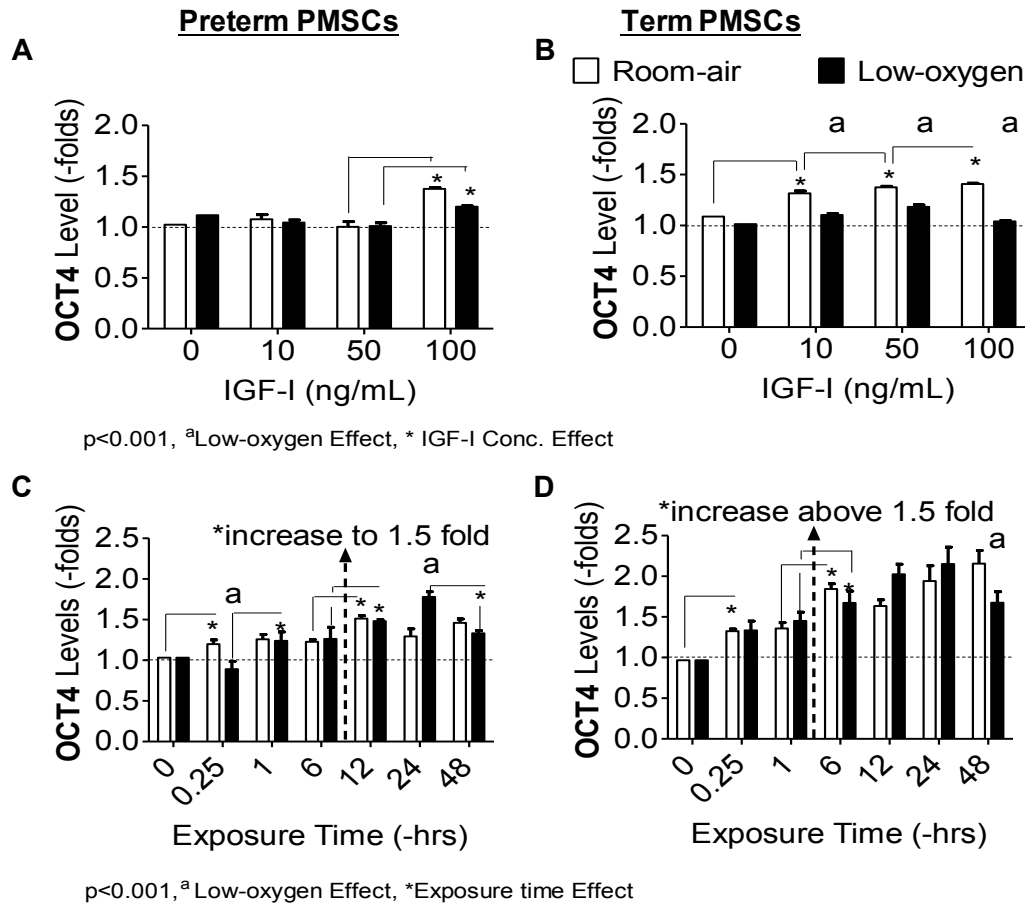 Preterm PMSCs
Term PMSCs
A
B
Room-air
Low-oxygen
OCT4 Level (-folds)
2.0
1.5
1.0
0.5
0.0
* *
0 10 50 100
IGF-I (ng/mL)
OCT4 Level (-folds)
2.0
1.5
1.0
0.5
0.0
a a a
* * *
0 10 50 100
IGF-I (ng/mL)
p<0.001, ᵃLow-oxygen Effect, * IGF-I Conc. Effect
C
OCT4 Levels (-folds)
2.5
2.0
1.5
1.0
0.5
0.0
*increase to 1.5 fold
a a
* * * * *
0 0.25 1 6 12 24 48
Exposure Time (-hrs)
D
OCT4 Levels (-folds)
2.5
2.0
1.5
1.0
0.5
0.0
*increase above 1.5 fold
a
* * *
0 0.25 1 6 12 24 48
Exposure Time (-hrs)
p<0.001,ᵃ Low-oxygen Effect, *Exposure time Effect